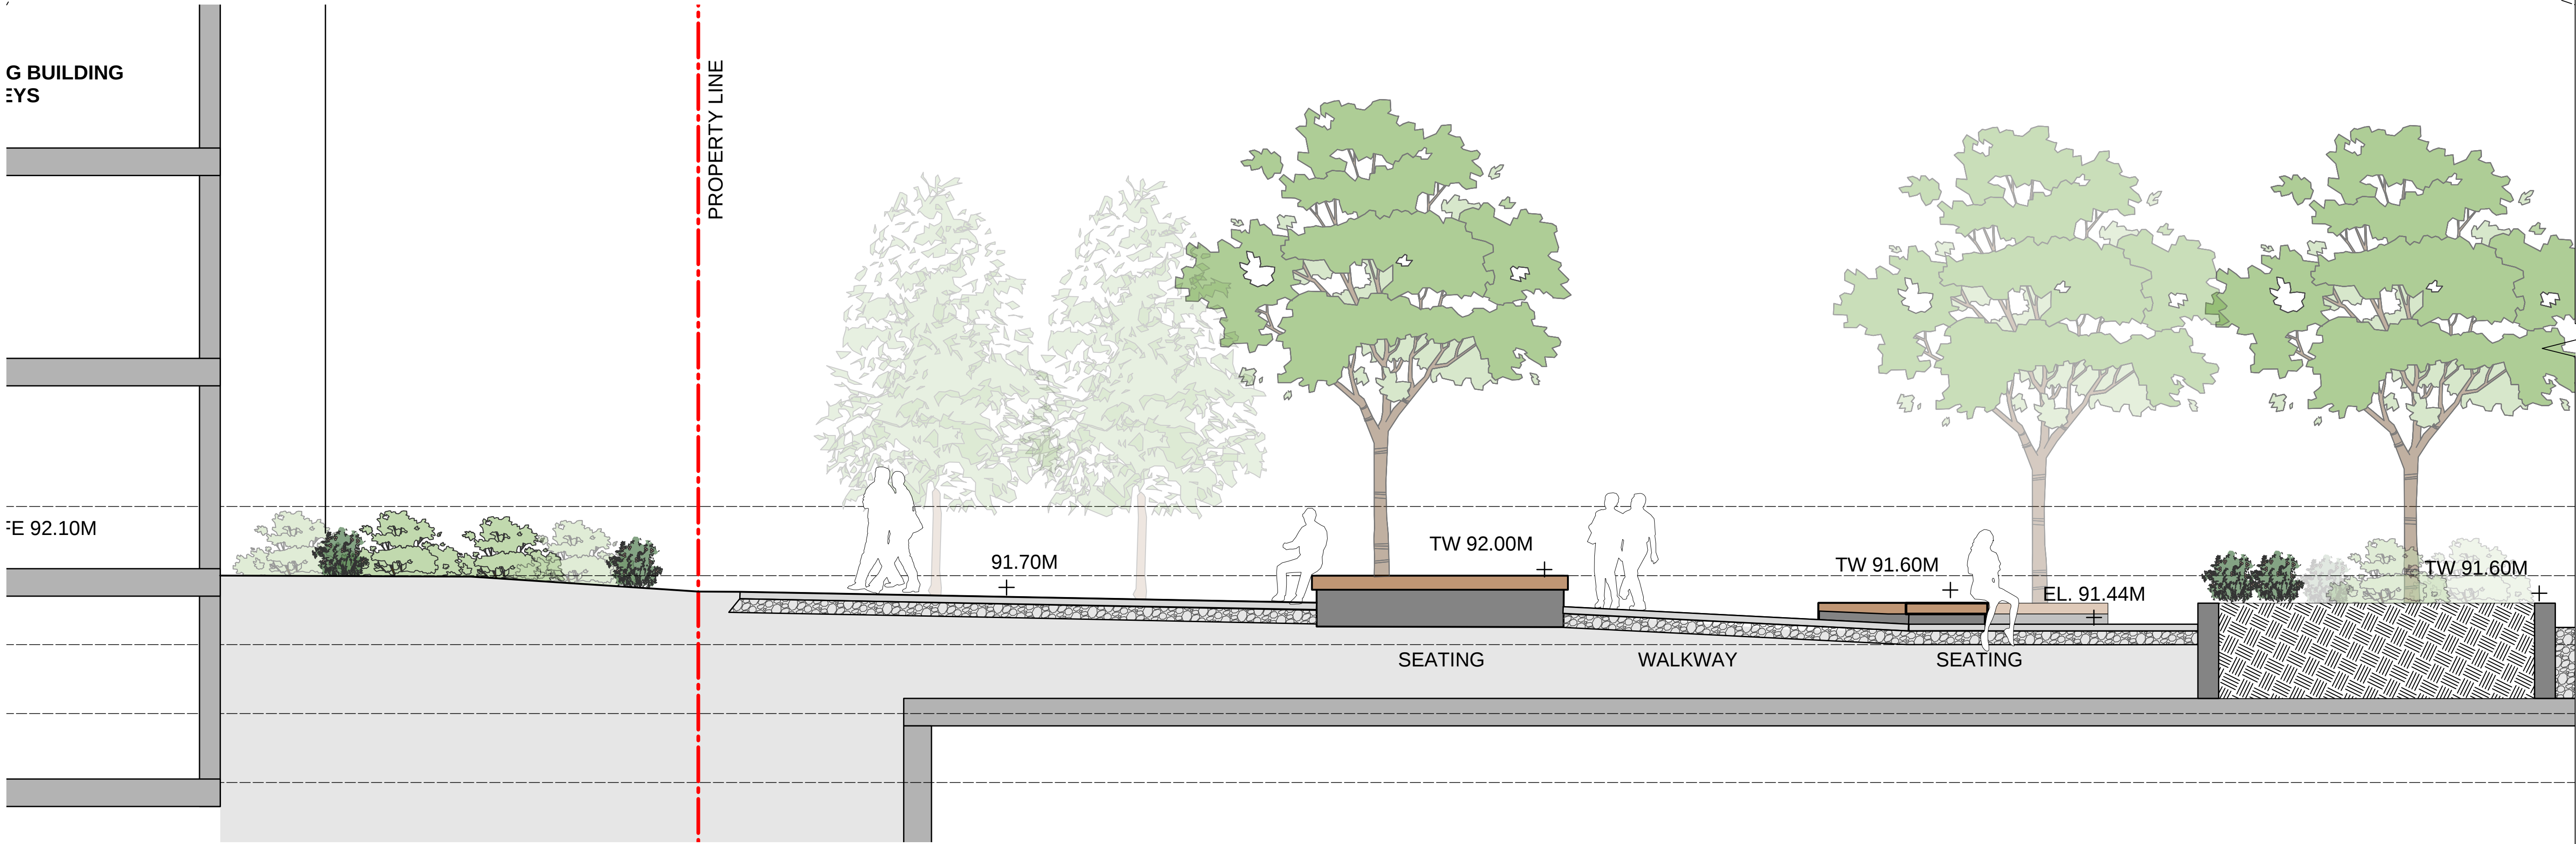 G BUILDING
EYS
PROPERTY LINE
FE 92.10M
91.70M
TW 92.00M
TW 91.60M
EL. 91.44M
TW 91.60M
SEATING
WALKWAY
SEATING